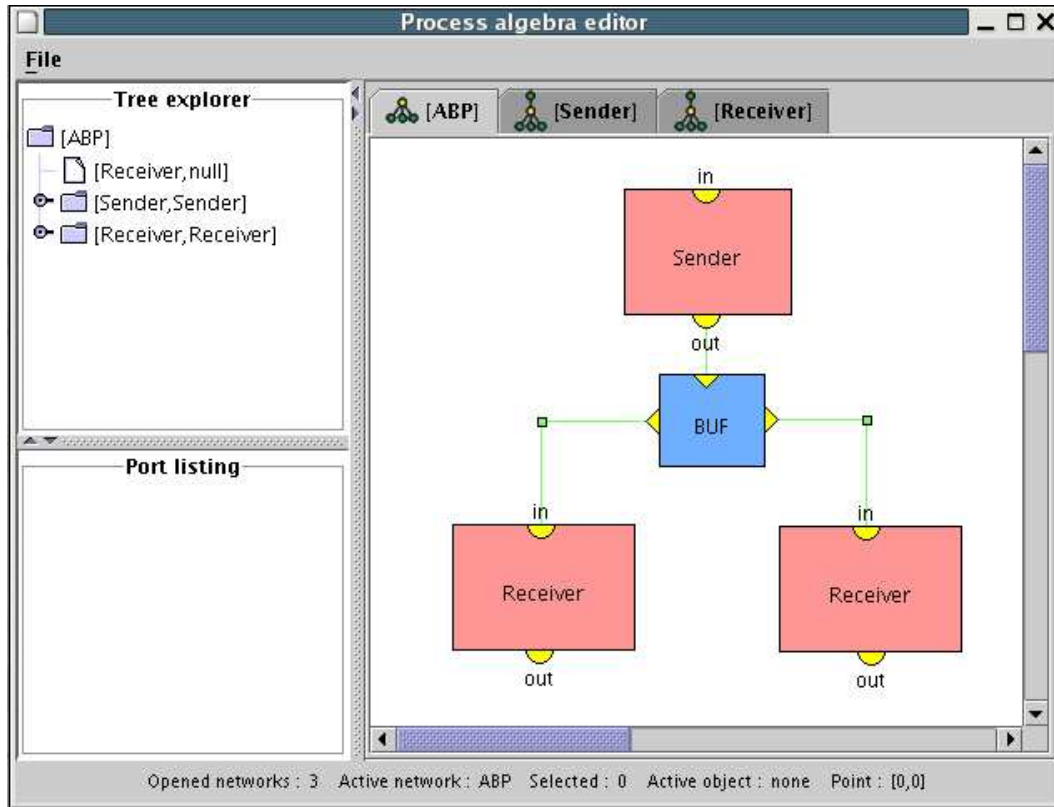 Process algebra editor
File
Tree explorer
[ABP]
[Receiver,null]
[Sender,Sender]
[Receiver,Receiver]
Port listing
[ABP] [Sender] [Receiver]
in
Sender
out
BUF
in in
Receiver Receiver
out out
Opened networks : 3 Active network : ABP Selected : 0 Active object : none Point : [0,0]